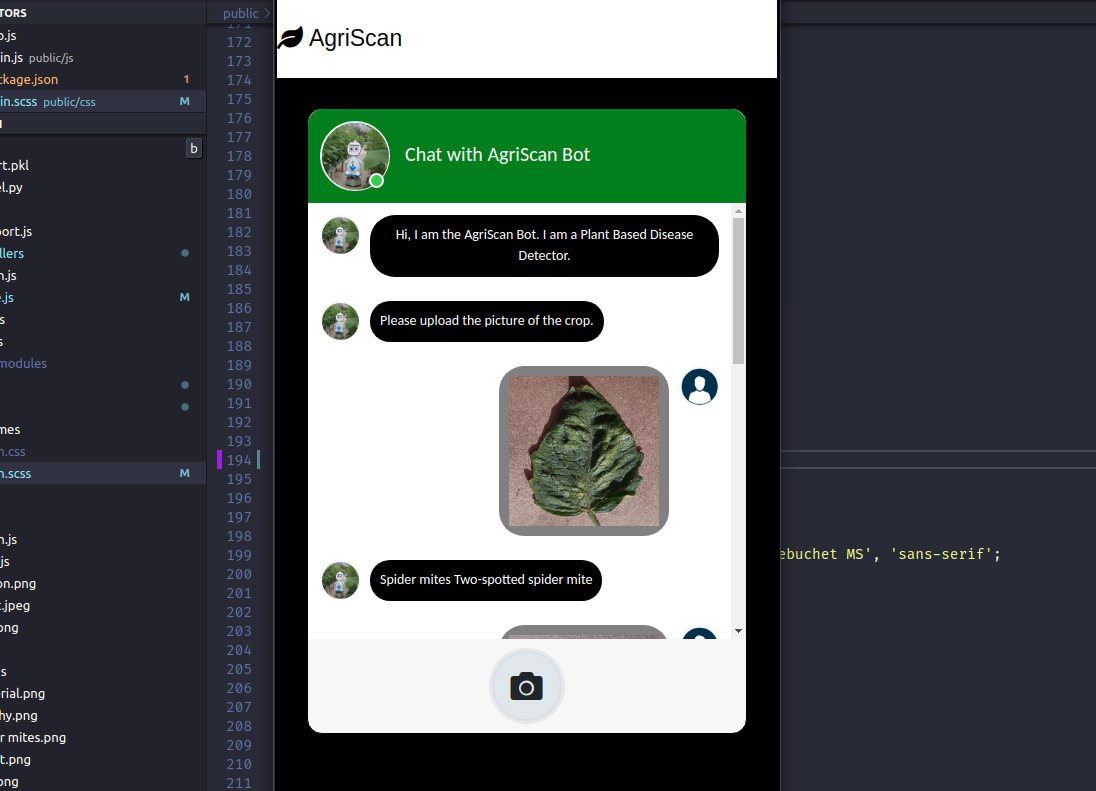 TORS
o.js
in.js public/js
ckage.json 1
in.scss public/css M
b
rt.pkl
el.py
port.js
llers
n.js
e.js M
s
s
modules
mes
n.css
n.scss M
n.js
js
on.png
t.jpeg
png
s
rial.png
hy.png
r mites.png
t.png
ong
public >
171
172
173
174
175
176
177
178
179
180
181
182
183
184
185
186
187
188
189
190
191
192
193
194
195
196
197
198
199
200
201
202
203
204
205
206
207
208
209
210
211
AgriScan
Chat with AgriScan Bot
Hi, I am the AgriScan Bot. I am a Plant Based Disease
Detector.
Please upload the picture of the crop.
Spider mites Two-spotted spider mite
ebuchet MS', 'sans-serif';